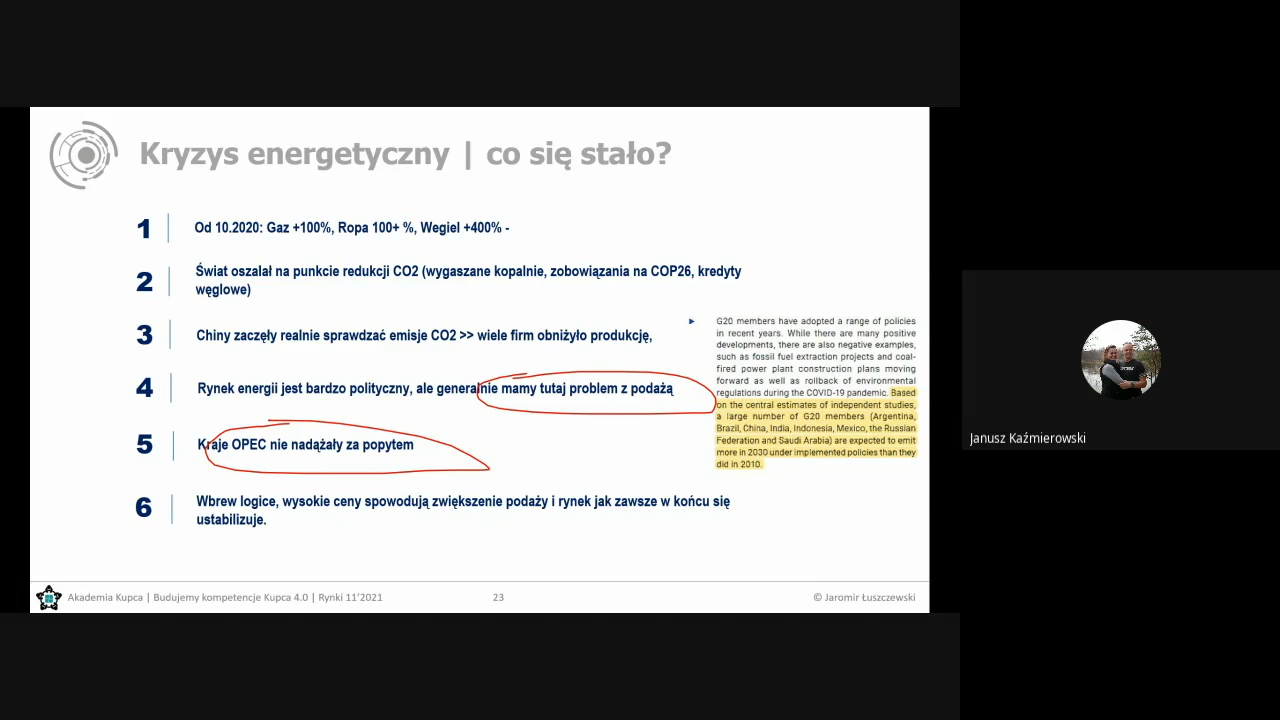 Kryzys energetyczny | co się stało?
1
Od 10.2020: Gaz +100%, Ropa 100+ %, Wegiel +400% -
2
Świat oszalał na punkcie redukcji CO2 (wygaszane kopalnie, zobowiązania na COP26, kredyty
węglowe)
3
Chiny zaczęły realnie sprawdzać emisje CO2 >> wiele firm obniżyło produkcję,
4
Rynek energii jest bardzo polityczny, ale generalnie mamy tutaj problem z podażą
5
Kraje OPEC nie nadążały za popytem
6
Wbrew logice, wysokie ceny spowodują zwiększenie podaży i rynek jak zawsze w końcu się
ustabilizuje.
G20 members have adopted a range of policies
in recent years. While there are many positive
developments, there are also negative examples,
such as fossil fuel extraction projects and coal-
fired power plant construction plans moving
forward as well as rollback of environmental
regulations during the COVID-19 pandemic. Based
on the central estimates of independent studies,
a large number of G20 members (Argentina,
Brazil, China, India, Indonesia, Mexico, the Russian
Federation and Saudi Arabia) are expected to emit
more in 2030 under implemented policies than they
did in 2010.
Akademia Kupca | Budujemy kompetencje Kupca 4.0 | Rynki 11'2021
23
© Jaromir Łuszczewski
Janusz Kaźmierowski